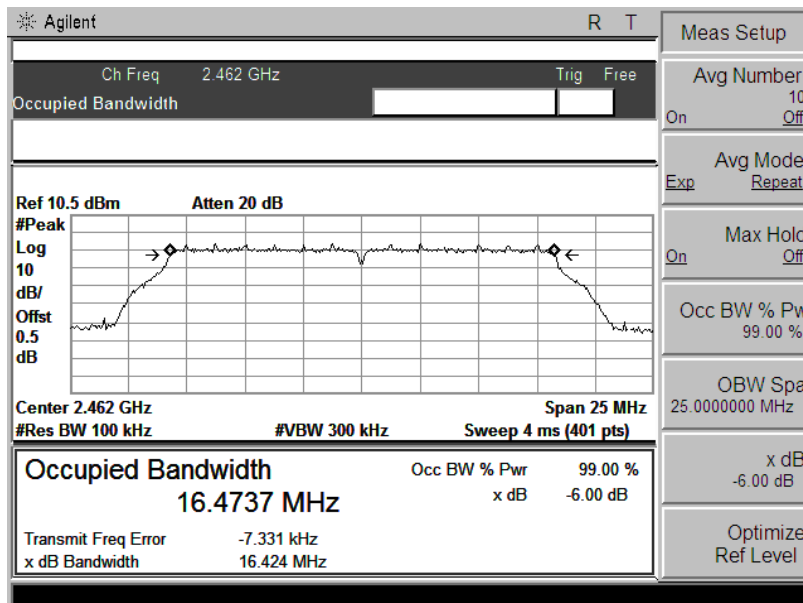 Agilent R T
Meas Setup
Ch Freq 2.462 GHz Trig Free
Occupied Bandwidth
Avg Number
10
On Off
Avg Mode
Exp Repeat
Max Hold
On Off
Occ BW % Pw
99.00 %
OBW Spa
25.0000000 MHz
x dB
-6.00 dB
Optimize
Ref Level
Ref 10.5 dBm Atten 20 dB
#Peak
Log
10
dB/
Offst
0.5
dB
Center 2.462 GHz Span 25 MHz
#Res BW 100 kHz #VBW 300 kHz Sweep 4 ms (401 pts)
Occupied Bandwidth Occ BW % Pwr 99.00 %
16.4737 MHz x dB -6.00 dB
Transmit Freq Error -7.331 kHz
x dB Bandwidth 16.424 MHz